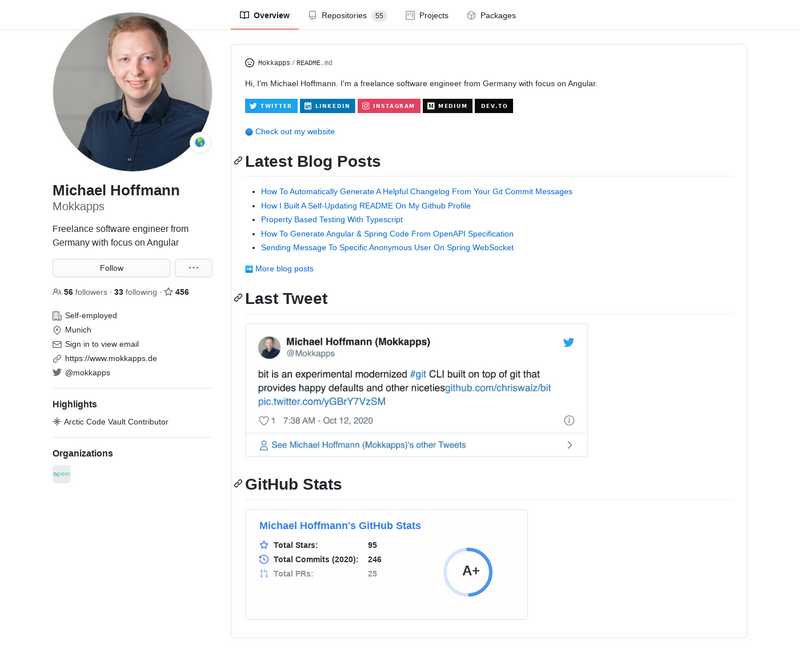 Overview
Repositories 55
Projects
Packages
Michael Hoffmann
Mokkapps
Freelance software engineer from
Germany with focus on Angular
Follow
56 followers · 33 following · 456
Self-employed
Munich
Sign in to view email
https://www.mokkapps.de
@mokkapps
Highlights
Arctic Code Vault Contributor
Organizations
Mokkapps/README.md
Hi, I'm Michael Hoffmann. I'm a freelance software engineer from Germany with focus on Angular.
TWITTER
LINKEDIN
INSTAGRAM
MEDIUM
DEV.TO
Check out my website
Latest Blog Posts
How To Automatically Generate A Helpful Changelog From Your Git Commit Messages
How I Built A Self-Updating README On My Github Profile
Property Based Testing With Typescript
How To Generate Angular & Spring Code From OpenAPI Specification
Sending Message To Specific Anonymous User On Spring WebSocket
More blog posts
Last Tweet
Michael Hoffmann (Mokkapps)
@Mokkapps
bit is an experimental modernized #git CLI built on top of git that
provides happy defaults and other nicetiesgithub.com/chriswalz/bit
pic.twitter.com/yGBrY7VzSM
1 7:38 AM - Oct 12, 2020
See Michael Hoffmann (Mokkapps)'s other Tweets
GitHub Stats
Michael Hoffmann's GitHub Stats
Total Stars: 95
Total Commits (2020): 246
Total PRs: 25
A+